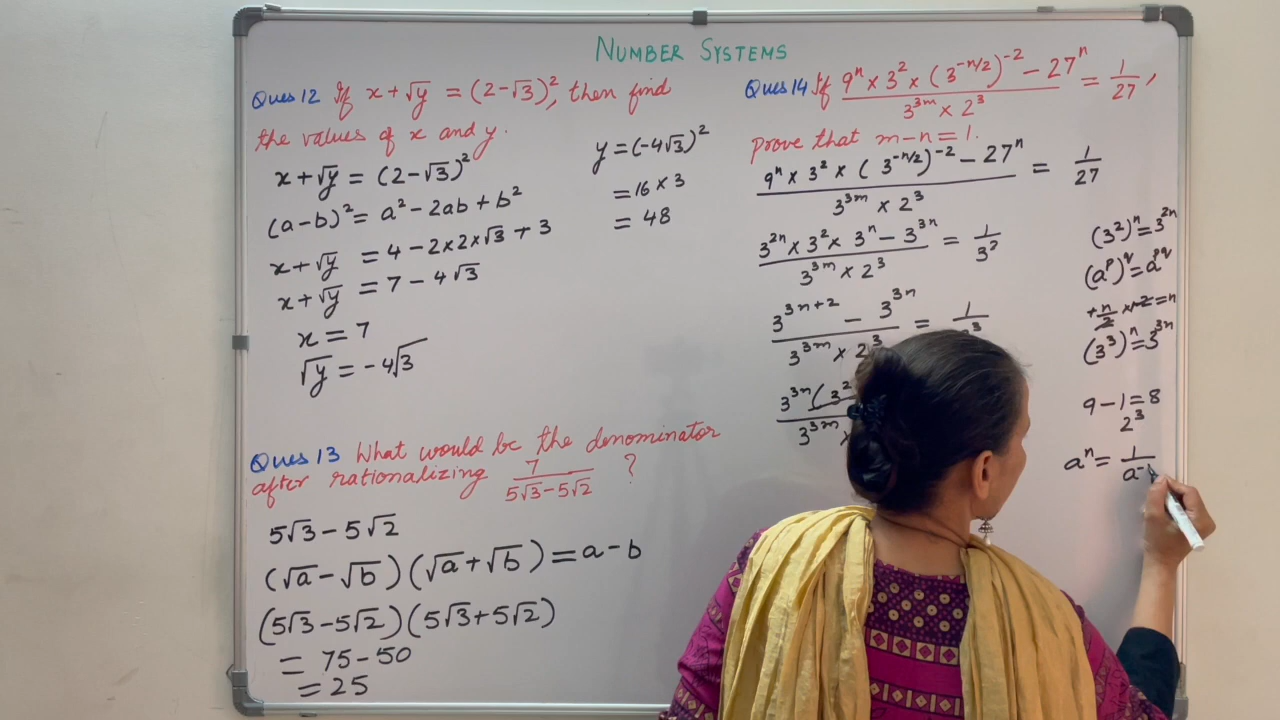 NUMBER SYSTEMS
Ques 12 If x + √y = (2-√3)², then find
the values of x and y.
x + √y = (2-√3)²
(a-b)² = a² - 2ab + b²
x + √y = 4 - 2×2×√3 + 3
x + √y = 7 - 4√3
x = 7
√y = -4√3
y = (-4√3)²
= 16 × 3
= 48
Ques 13 What would be the denominator
after rationalizing 7/(5√3-5√2) ?
5√3 - 5√2
(√a - √b)(√a + √b) = a - b
(5√3 - 5√2)(5√3 + 5√2)
= 75 - 50
= 25
Ques 14 If (9ⁿ × 3² × (3^(-n/2))^(-2) - 27ⁿ)/(3^(3m) × 2³) = 1/27,
prove that m-n = 1.
(9ⁿ × 3² × (3^(-n/2))^(-2) - 27ⁿ)/(3^(3m) × 2³) = 1/27
(3^(2n) × 3² × 3ⁿ - 3^(3n))/(3^(3m) × 2³) = 1/3³
(3^(3n+2) - 3^(3n))/(3^(3m) × 2³) = 1/3³
3^(3n)(3²
3^(3m) ×
(3²)ⁿ = 3^(2n)
(a^p)^q = a^(pq)
+n/2 × -2 = n
(3³)ⁿ = 3^(3n)
9 - 1 = 8
2³
aⁿ = 1/a⁻